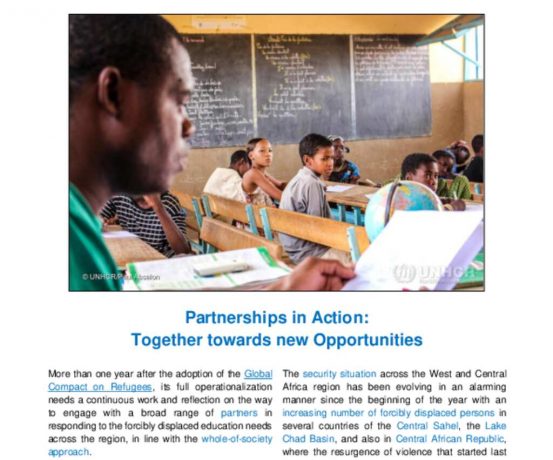 © UNHCR/Paul Absalon
UNHCR
Partnerships in Action:
Together towards new Opportunities
More than one year after the adoption of the Global
Compact on Refugees, its full operationalization
needs a continuous work and reflection on the way
to engage with a broad range of partners in
responding to the forcibly displaced education needs
across the region, in line with the whole-of-society
approach.
The security situation across the West and Central
Africa region has been evolving in an alarming
manner since the beginning of the year with an
increasing number of forcibly displaced persons in
several countries of the Central Sahel, the Lake
Chad Basin, and also in Central African Republic,
where the resurgence of violence that started last